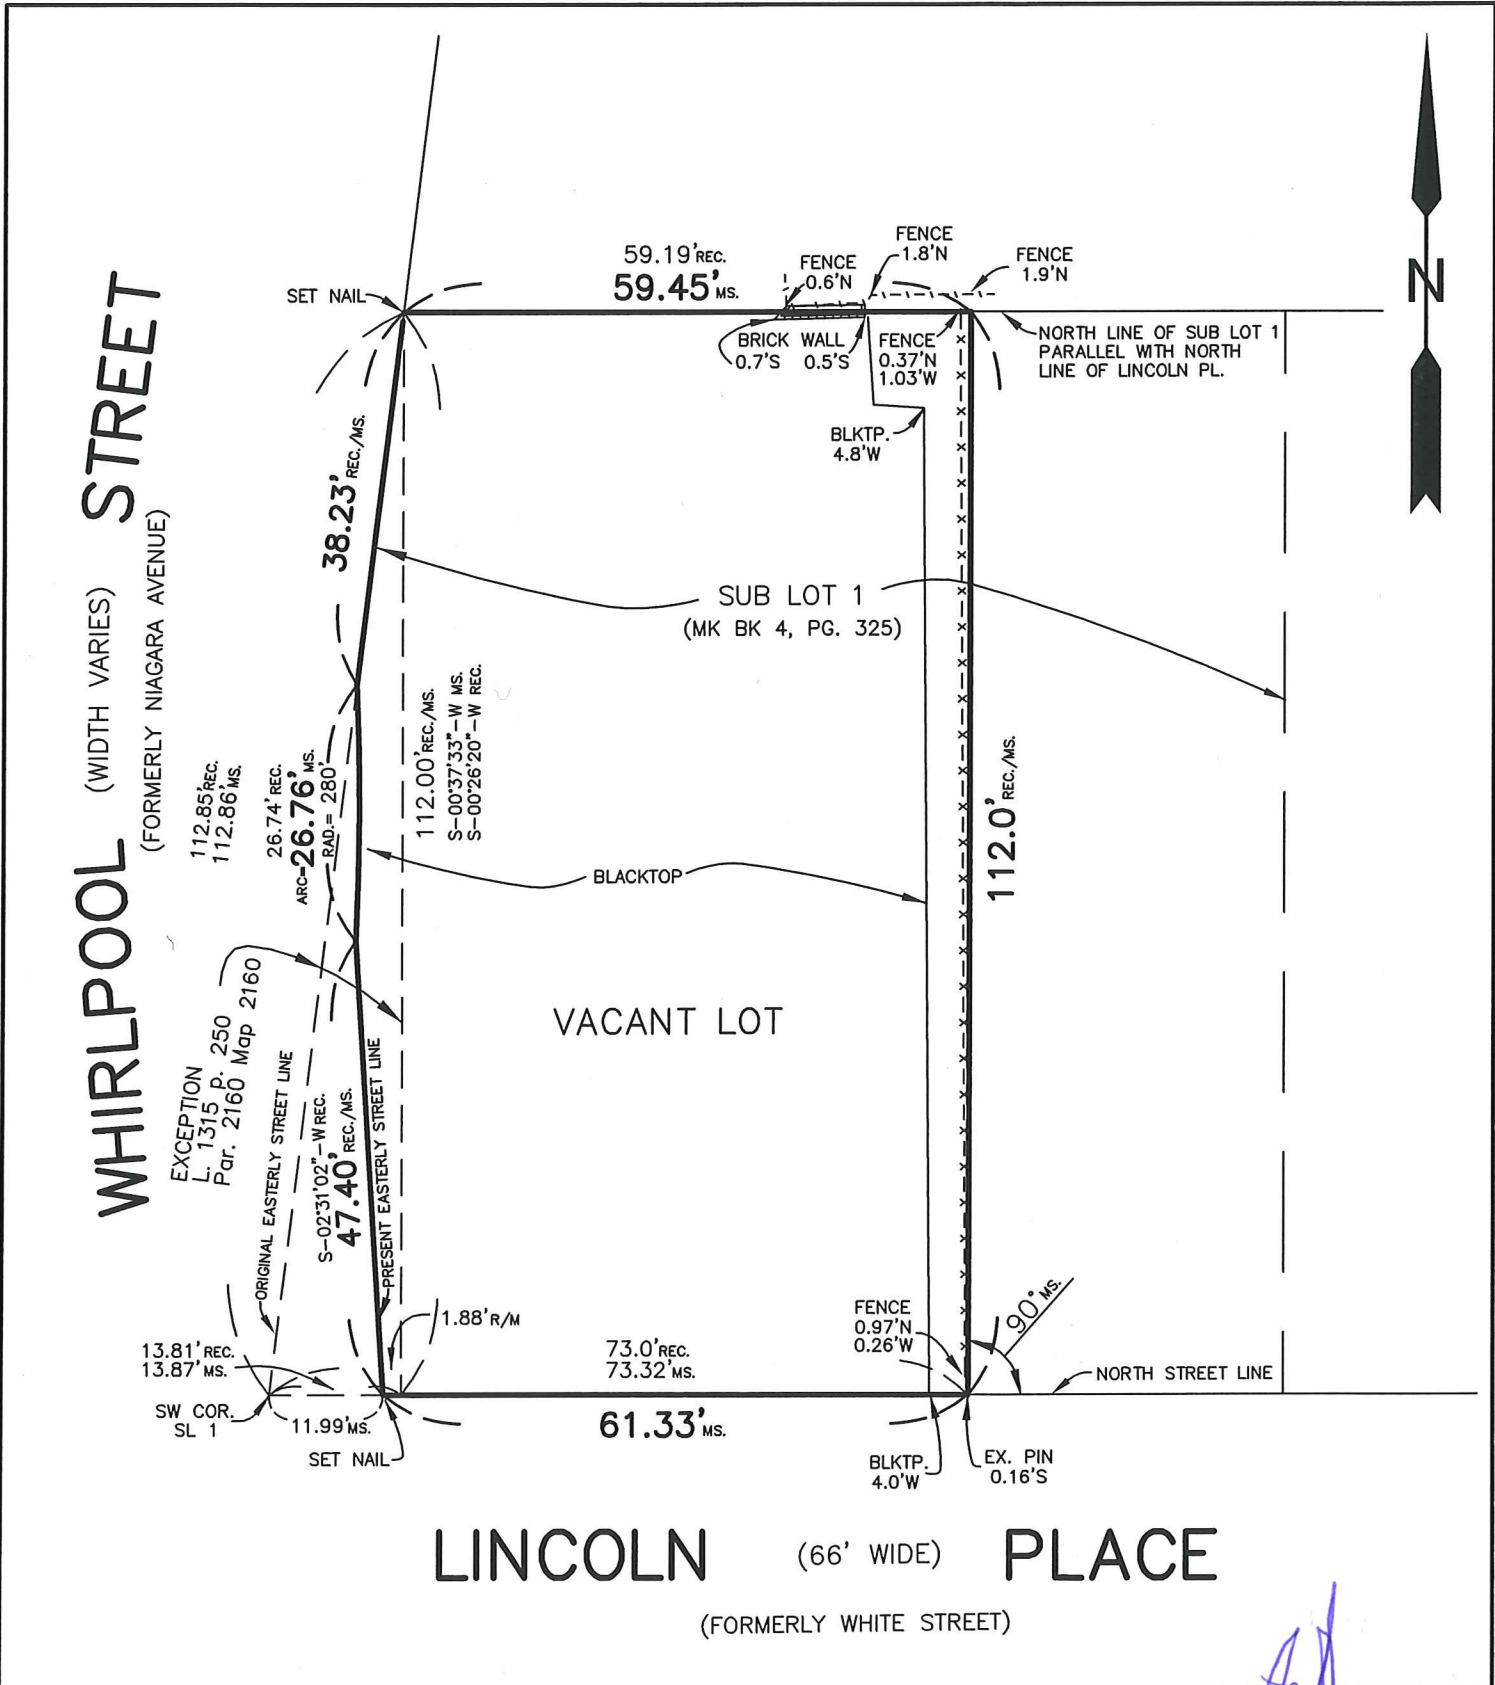 59.19' REC.
59.45' MS.
SET NAIL
FENCE
0.6'N
FENCE
1.8'N
FENCE
1.9'N
N
BRICK WALL
0.7'S 0.5'S
FENCE
0.37'N
1.03'W
NORTH LINE OF SUB LOT 1
PARALLEL WITH NORTH
LINE OF LINCOLN PL.
BLKTP.
4.8'W
38.23' REC./MS.
SUB LOT 1
(MK BK 4, PG. 325)
WHIRLPOOL (WIDTH VARIES) STREET
(FORMERLY NIAGARA AVENUE)
112.85' REC.
112.86' MS.
26.74' REC.
ARC=26.76' MS.
RAD.= 280'
112.00' REC./MS.
S-00°37'33"-W MS.
S-00°26'20"-W REC.
112.0' REC./MS.
BLACKTOP
VACANT LOT
EXCEPTION
L. 1315 p. 250
Par. 2160 Map 2160
ORIGINAL EASTERLY STREET LINE
S-02°31'02"-W REC.
47.40' REC./MS.
PRESENT EASTERLY STREET LINE
1.88' R/M
13.81' REC.
13.87' MS.
SW COR.
SL 1
11.99' MS.
SET NAIL
73.0' REC.
73.32' MS.
61.33' MS.
FENCE
0.97'N
0.26'W
90° MS.
NORTH STREET LINE
BLKTP.
4.0'W
EX. PIN
0.16'S
LINCOLN (66' WIDE) PLACE
(FORMERLY WHITE STREET)